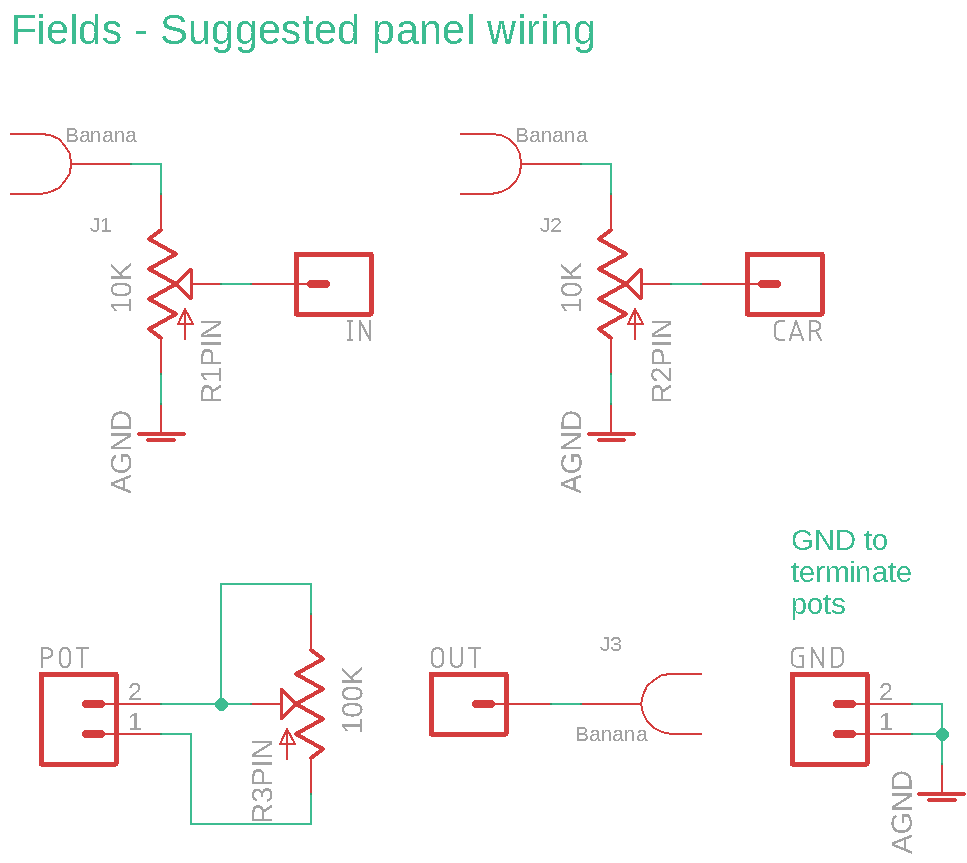 Fields - Suggested panel wiring
Banana
J1
10K
R1PIN
IN
AGND
Banana
J2
10K
R2PIN
CAR
AGND
POT
2
1
R3PIN
100K
OUT
J3
Banana
GND to
terminate
pots
GND
2
1
AGND